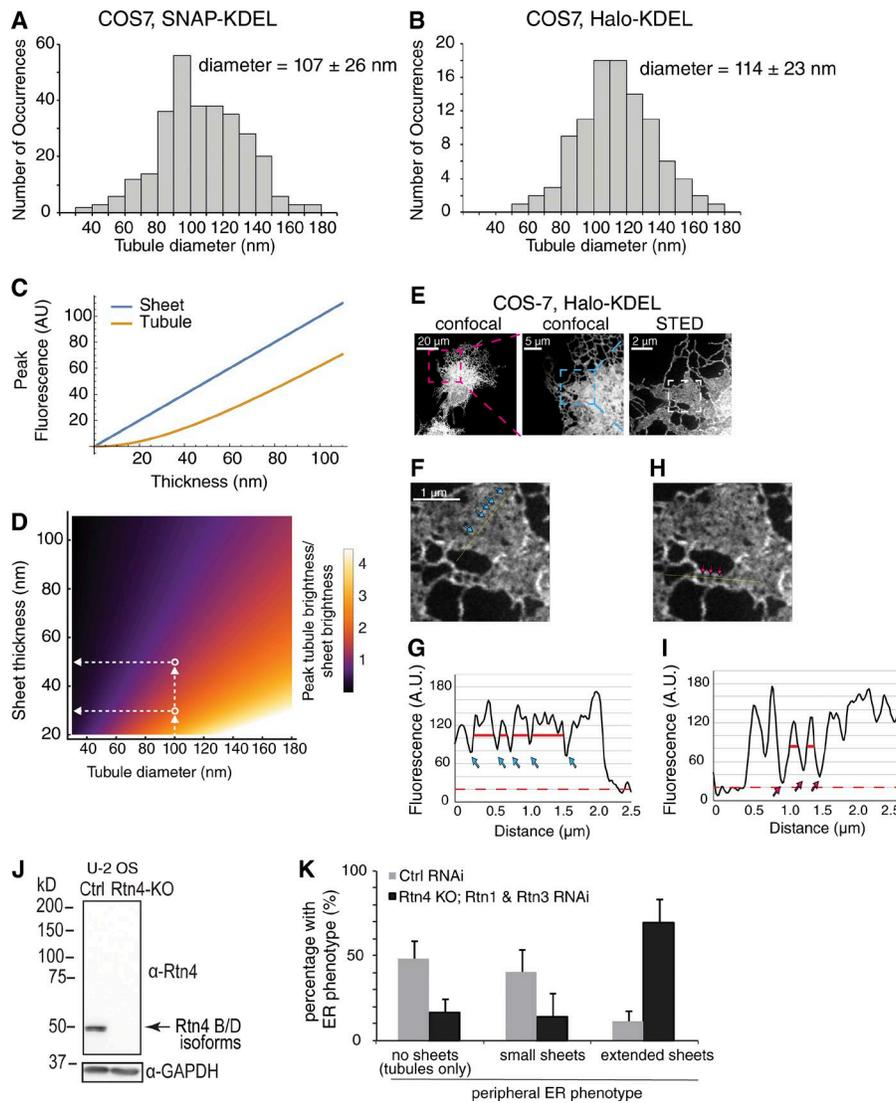 A
COS7, SNAP-KDEL
60
40
20
0
Number of Occurrences
diameter = 107 ± 26 nm
40 60 80 100 120 140 160 180
Tubule diameter (nm)
B
COS7, Halo-KDEL
20
16
12
8
4
0
Number of Occurrences
diameter = 114 ± 23 nm
40 60 80 100 120 140 160 180
Tubule diameter (nm)
C
Sheet
Tubule
100
80
60
40
20
Peak
Fluorescence (AU)
20 40 60 80 100
Thickness (nm)
D
100
80
60
40
20
Sheet thickness (nm)
40 60 80 100 120 140 160 180
Tubule diameter (nm)
4
3
2
1
Peak tubule brightness/
sheet brightness
E
COS-7, Halo-KDEL
confocal confocal STED
20 µm 5 µm 2 µm
F
1 µm
H
G
180
120
60
0
Fluorescence (A.U.)
0 0.5 1.0 1.5 2.0 2.5
Distance (µm)
I
180
120
60
0
Fluorescence (A.U.)
0 0.5 1.0 1.5 2.0 2.5
Distance (µm)
J
U-2 OS
kD Ctrl Rtn4-KO
200
150
100
75
50
37
α-Rtn4
Rtn4 B/D
isoforms
α-GAPDH
K
Ctrl RNAi
Rtn4 KO; Rtn1 & Rtn3 RNAi
100
50
0
percentage with
ER phenotype (%)
no sheets small sheets extended sheets
(tubules only)
peripheral ER phenotype